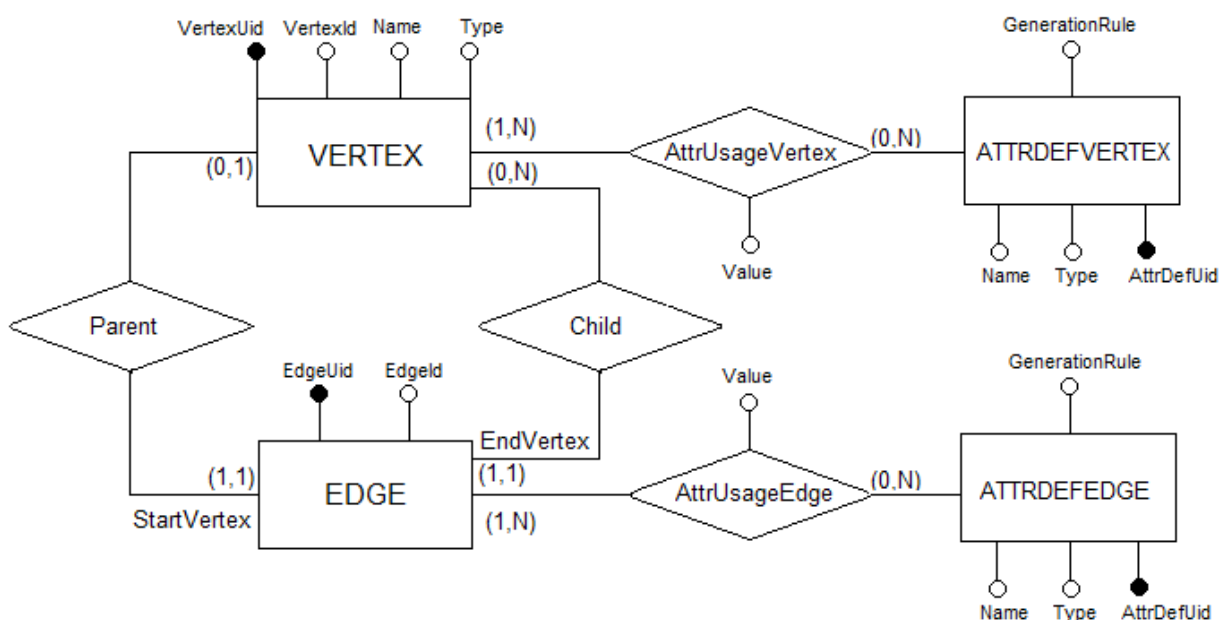 GenerationRule
VertexUid VertexId Name Type
(1,N) (0,N)
VERTEX AttrUsageVertex ATTRDEFVERTEX
(0,1) (0,N)
Value Name Type AttrDefUid
Parent Child
EdgeUid EdgeId Value GenerationRule
EndVertex
(1,1) (1,1) (0,N)
EDGE AttrUsageEdge ATTRDEFEDGE
StartVertex (1,N)
Name Type AttrDefUid